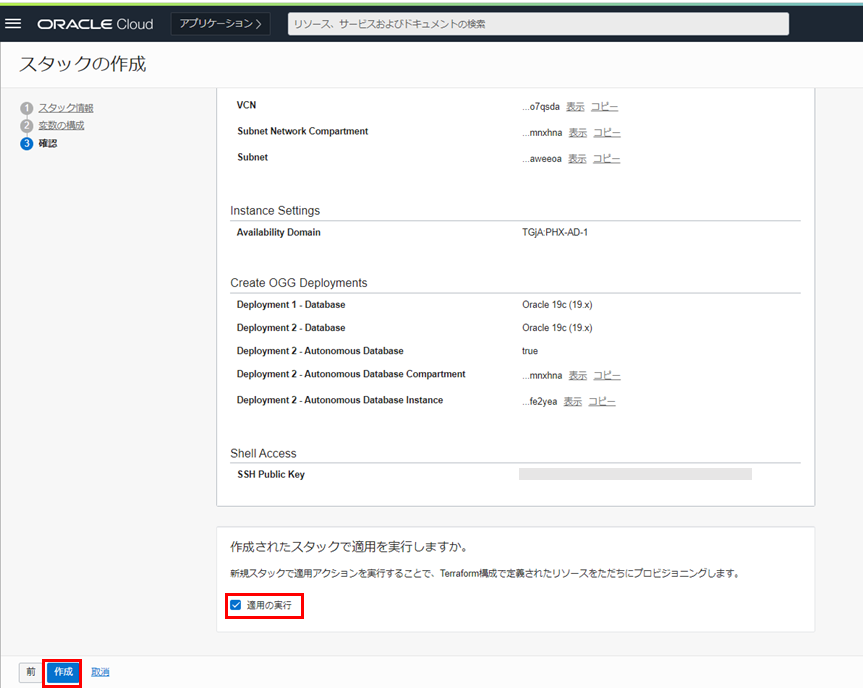 ORACLE Cloud アプリケーション > リソース、サービスおよびドキュメントの検索
スタックの作成
1 スタック情報
2 変数の構成
3 確認
VCN ...o7qsda 表示 コピー
Subnet Network Compartment ...mnxhna 表示 コピー
Subnet ...aweeoa 表示 コピー
Instance Settings
Availability Domain TGjA:PHX-AD-1
Create OGG Deployments
Deployment 1 - Database Oracle 19c (19.x)
Deployment 2 - Database Oracle 19c (19.x)
Deployment 2 - Autonomous Database true
Deployment 2 - Autonomous Database Compartment ...mnxhna 表示 コピー
Deployment 2 - Autonomous Database Instance ...fe2yea 表示 コピー
Shell Access
SSH Public Key
作成されたスタックで適用を実行しますか。
新規スタックで適用アクションを実行することで、Terraform構成で定義されたリソースをただちにプロビジョニングします。
適用の実行
前 作成 取消